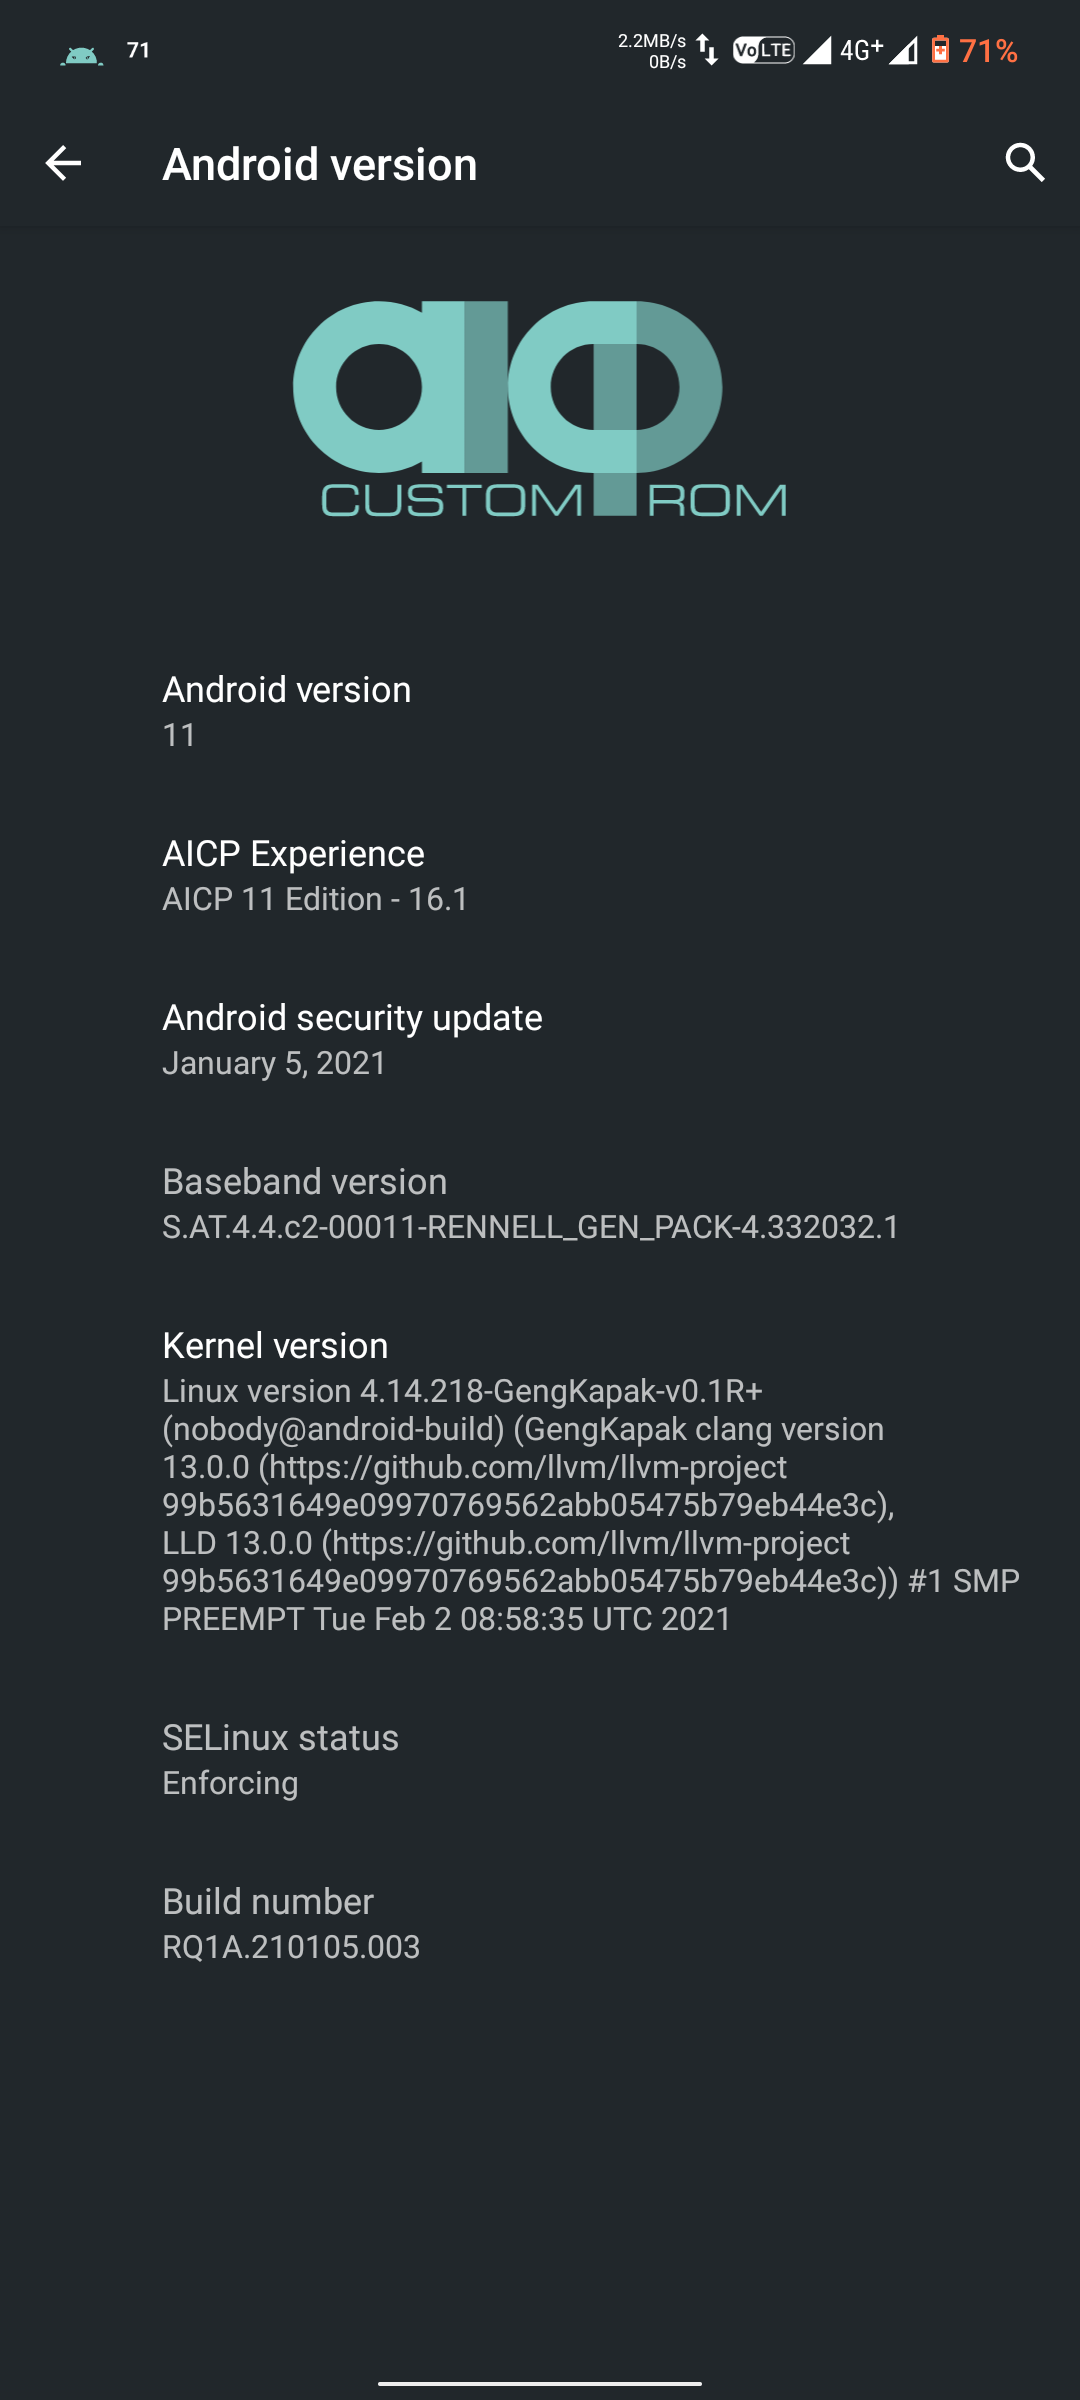 71
2.2MB/s
0B/s
VoLTE
4G+
71%
Android version
aicp
CUSTOM ROM
Android version
11
AICP Experience
AICP 11 Edition - 16.1
Android security update
January 5, 2021
Baseband version
S.AT.4.4.c2-00011-RENNELL_GEN_PACK-4.332032.1
Kernel version
Linux version 4.14.218-GengKapak-v0.1R+
(nobody@android-build) (GengKapak clang version
13.0.0 (https://github.com/llvm/llvm-project
99b5631649e09970769562abb05475b79eb44e3c),
LLD 13.0.0 (https://github.com/llvm/llvm-project
99b5631649e09970769562abb05475b79eb44e3c)) #1 SMP
PREEMPT Tue Feb 2 08:58:35 UTC 2021
SELinux status
Enforcing
Build number
RQ1A.210105.003